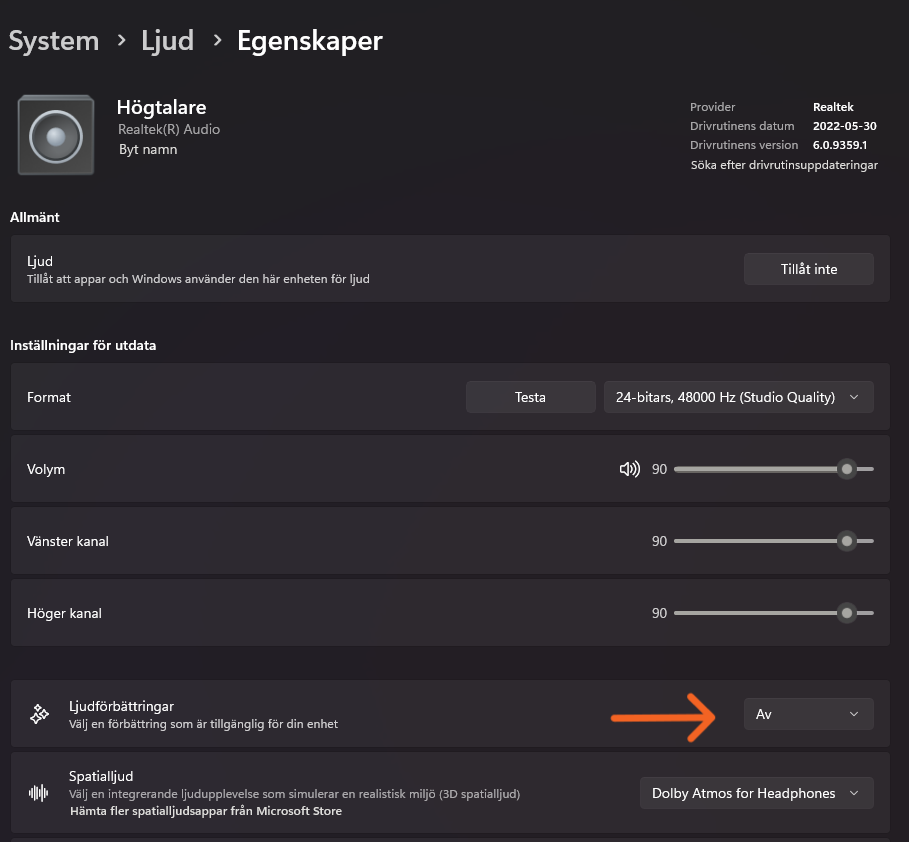 System > Ljud > Egenskaper
Högtalare
Realtek(R) Audio
Byt namn
Provider Realtek
Drivrutinens datum 2022-05-30
Drivrutinens version 6.0.9359.1
Söka efter drivrutinsuppdateringar
Allmänt
Ljud
Tillåt att appar och Windows använder den här enheten för ljud
Tillåt inte
Inställningar för utdata
Format Testa 24-bitars, 48000 Hz (Studio Quality)
Volym 90
Vänster kanal 90
Höger kanal 90
Ljudförbättringar
Välj en förbättring som är tillgänglig för din enhet
Av
Spatialljud
Välj en integrerande ljudupplevelse som simulerar en realistisk miljö (3D spatialljud)
Hämta fler spatialljudsappar från Microsoft Store
Dolby Atmos for Headphones